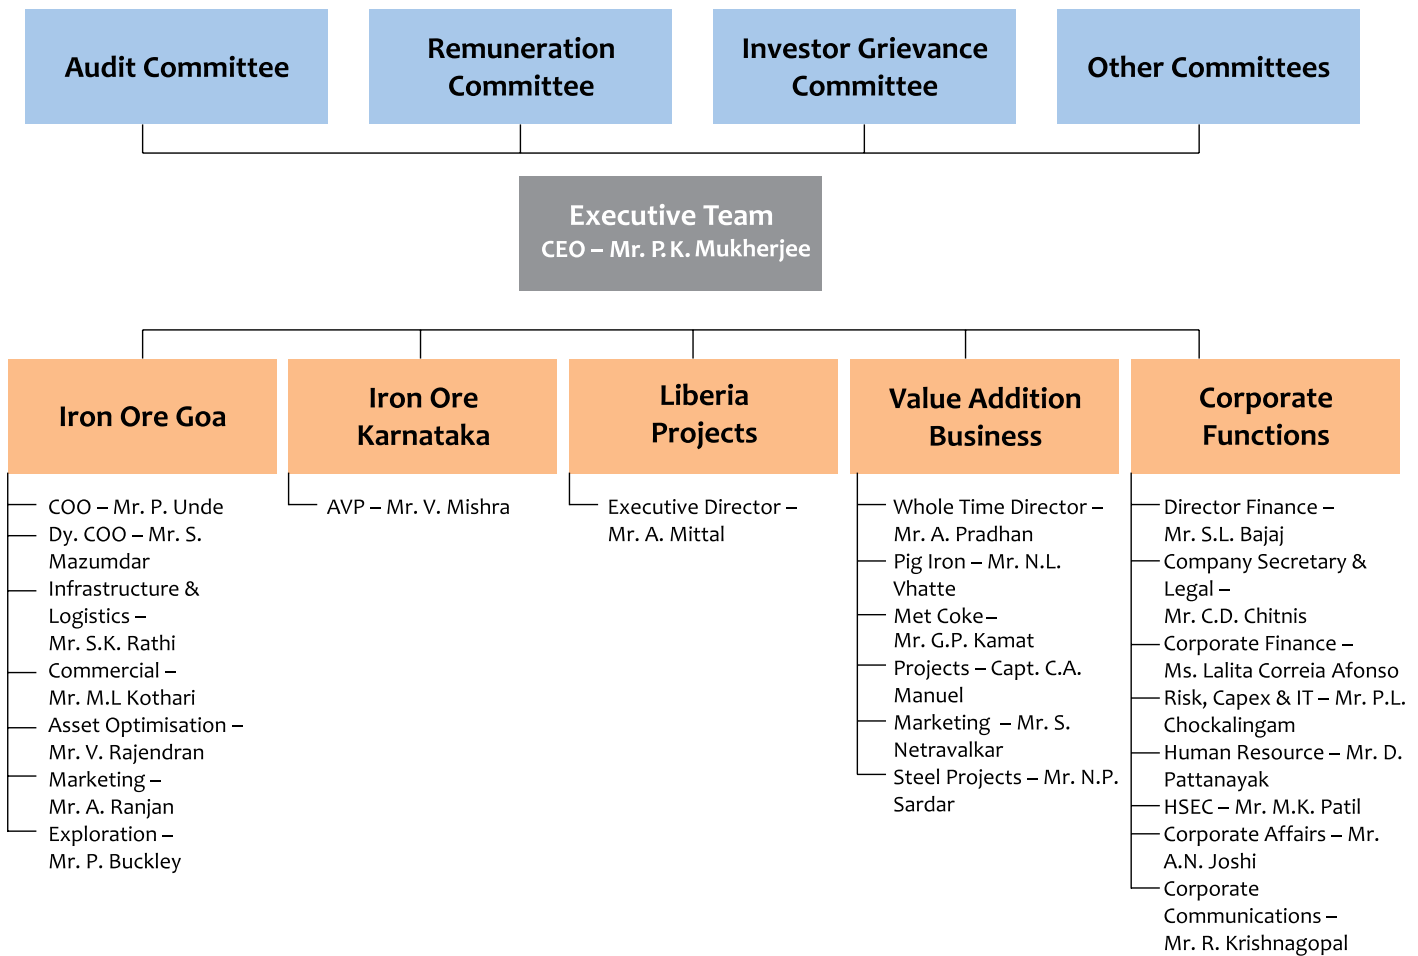 Audit Committee
Remuneration
Committee
Investor Grievance
Committee
Other Committees
Executive Team
CEO – Mr. P.K. Mukherjee
Iron Ore Goa
COO – Mr. P. Unde
Dy. COO – Mr. S.
Mazumdar
Infrastructure &
Logistics –
Mr. S.K. Rathi
Commercial –
Mr. M.L Kothari
Asset Optimisation –
Mr. V. Rajendran
Marketing –
Mr. A. Ranjan
Exploration –
Mr. P. Buckley
Iron Ore
Karnataka
AVP – Mr. V. Mishra
Liberia
Projects
Executive Director –
Mr. A. Mittal
Value Addition
Business
Whole Time Director –
Mr. A. Pradhan
Pig Iron – Mr. N.L.
Vhatte
Met Coke –
Mr. G.P. Kamat
Projects – Capt. C.A.
Manuel
Marketing – Mr. S.
Netravalkar
Steel Projects – Mr. N.P.
Sardar
Corporate
Functions
Director Finance –
Mr. S.L. Bajaj
Company Secretary &
Legal –
Mr. C.D. Chitnis
Corporate Finance –
Ms. Lalita Correia Afonso
Risk, Capex & IT – Mr. P.L.
Chockalingam
Human Resource – Mr. D.
Pattanayak
HSEC – Mr. M.K. Patil
Corporate Affairs – Mr.
A.N. Joshi
Corporate
Communications –
Mr. R. Krishnagopal